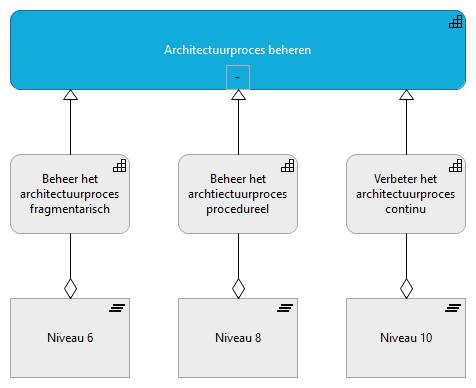 Architectuurproces beheren
-
Beheer het
architectuurproces
fragmentarisch
Beheer het
archtiectuurproces
procedureel
Verbeter het
architectuurproces
continu
Niveau 6
Niveau 8
Niveau 10